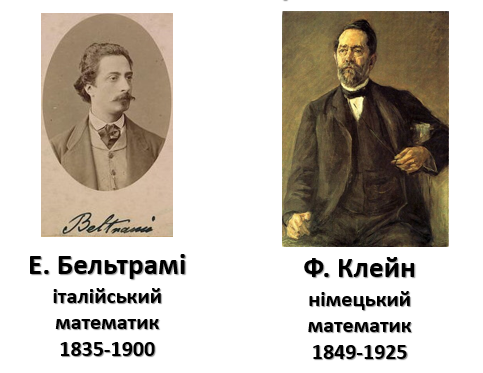 Beltrami
Е. Бельтрамі
італійський
математик
1835-1900
Ф. Клейн
німецький
математик
1849-1925